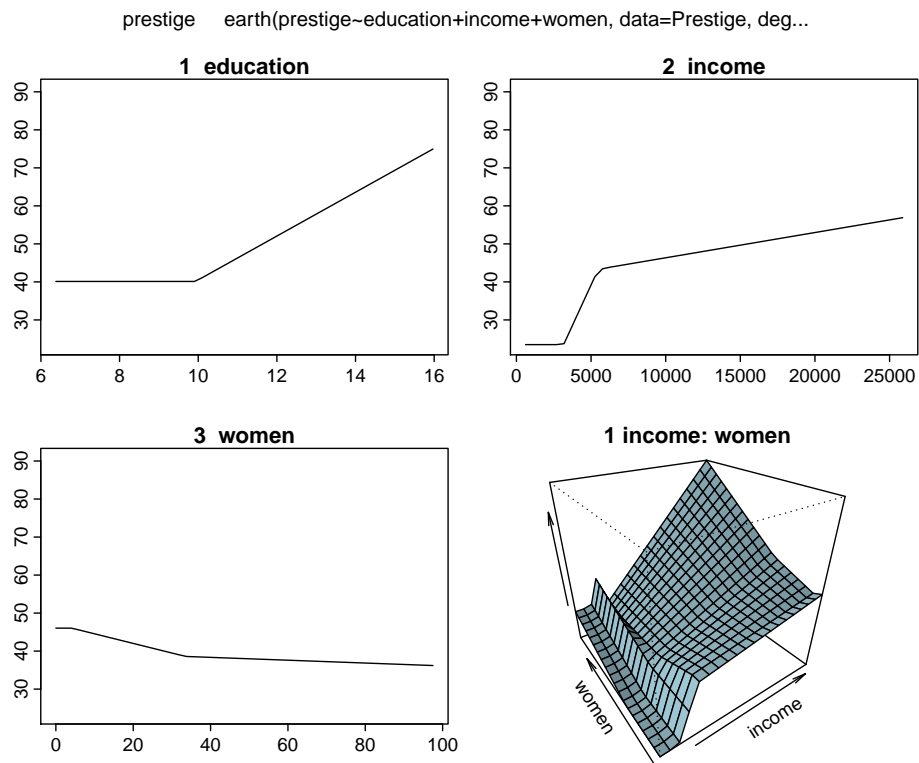 prestige earth(prestige~education+income+women, data=Prestige, deg...
1 education
90
80
70
60
50
40
30
6 8 10 12 14 16
2 income
90
80
70
60
50
40
30
0 5000 10000 15000 20000 25000
3 women
90
80
70
60
50
40
30
0 20 40 60 80 100
1 income: women
women
income